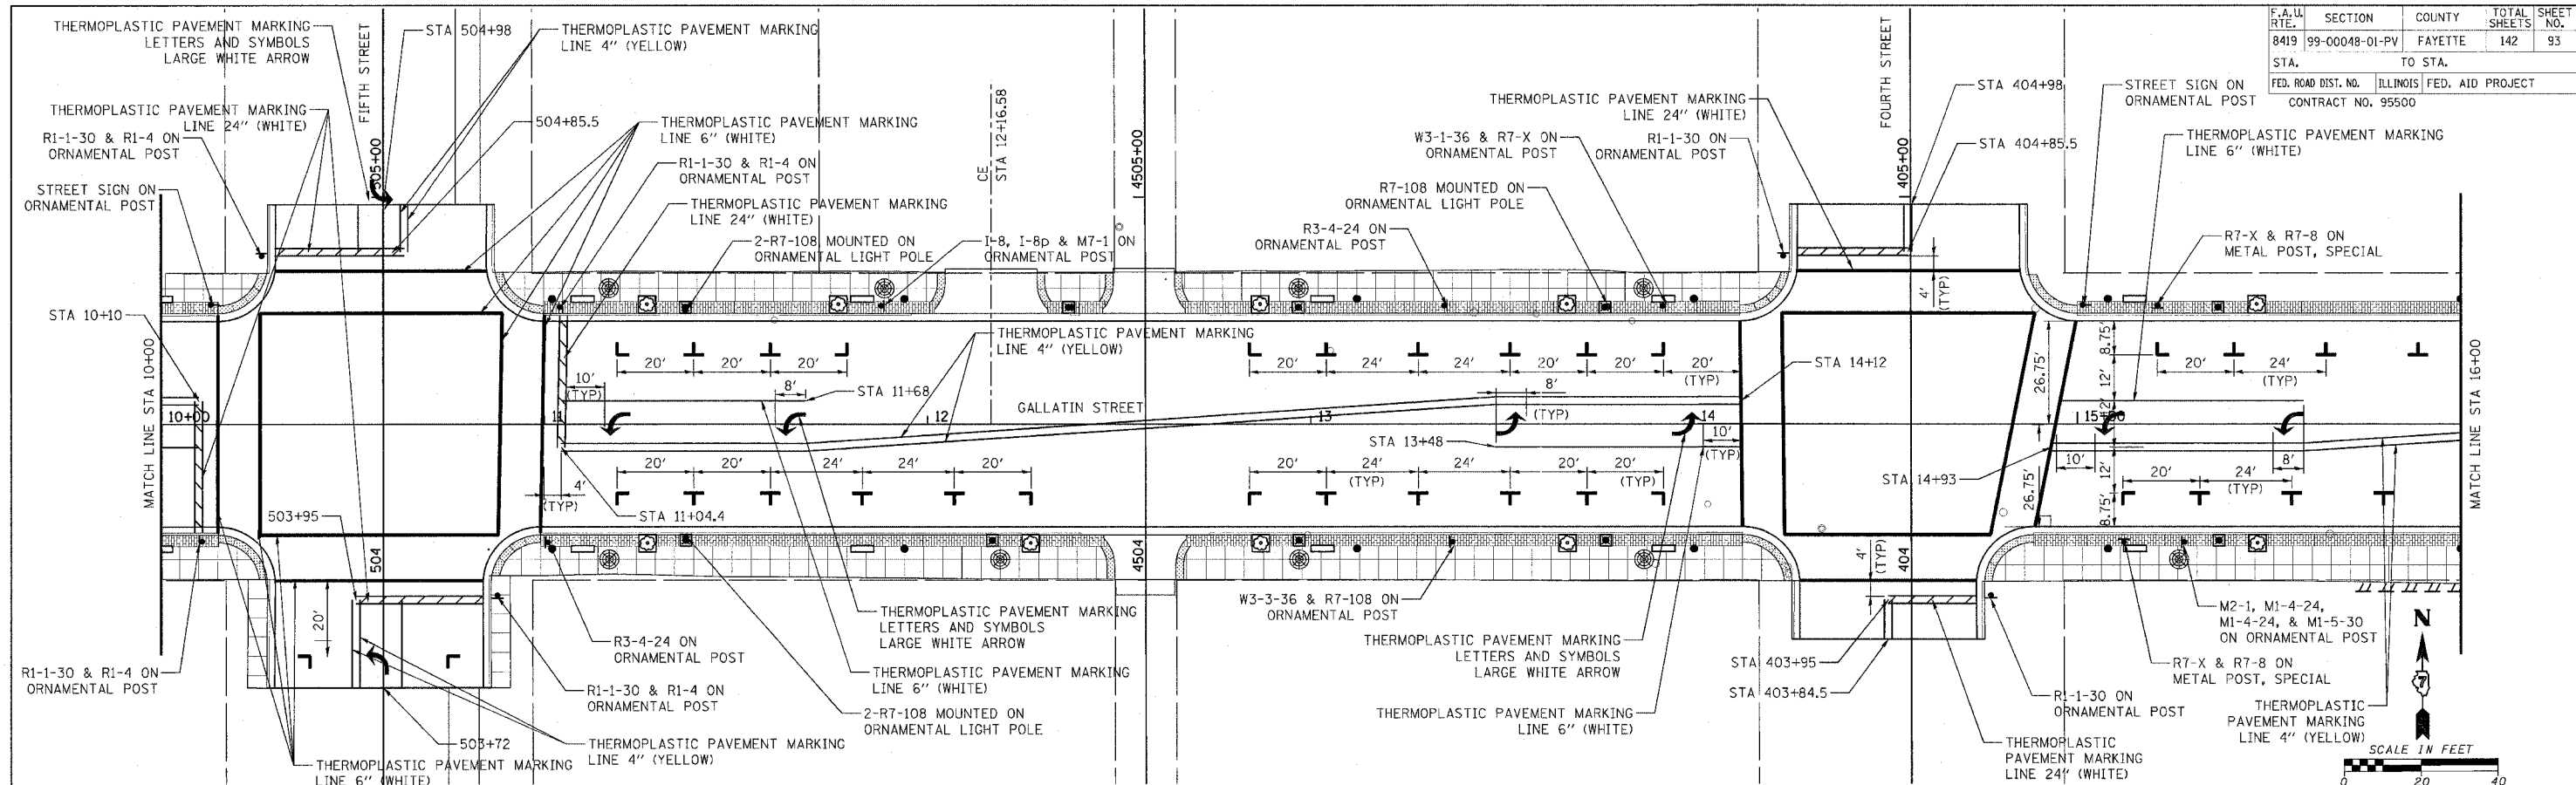 F.A.U. RTE.
SECTION
COUNTY
TOTAL SHEETS
SHEET NO.
8419
99-00048-01-PV
FAYETTE
142
93
STA.
TO STA.
FED. ROAD DIST. NO.
ILLINOIS
FED. AID PROJECT
CONTRACT NO. 95500
THERMOPLASTIC PAVEMENT MARKING
LETTERS AND SYMBOLS
LARGE WHITE ARROW
FIFTH STREET
STA 504+98
THERMOPLASTIC PAVEMENT MARKING
LINE 4" (YELLOW)
THERMOPLASTIC PAVEMENT MARKING
LINE 24" (WHITE)
R1-1-30 & R1-4 ON
ORNAMENTAL POST
STREET SIGN ON
ORNAMENTAL POST
505+00
504+85.5
THERMOPLASTIC PAVEMENT MARKING
LINE 6" (WHITE)
R1-1-30 & R1-4 ON
ORNAMENTAL POST
THERMOPLASTIC PAVEMENT MARKING
LINE 24" (WHITE)
2-R7-108 MOUNTED ON
ORNAMENTAL LIGHT POLE
CE
STA 12+16.58
I-8, I-8p & M7-1 ON
ORNAMENTAL POST
4505+00
THERMOPLASTIC PAVEMENT MARKING
LINE 24" (WHITE)
W3-1-36 & R7-X ON
ORNAMENTAL POST
R1-1-30 ON
ORNAMENTAL POST
R7-108 MOUNTED ON
ORNAMENTAL LIGHT POLE
R3-4-24 ON
ORNAMENTAL POST
FOURTH STREET
405+00
STA 404+98
STA 404+85.5
STREET SIGN ON
ORNAMENTAL POST
THERMOPLASTIC PAVEMENT MARKING
LINE 6" (WHITE)
R7-X & R7-8 ON
METAL POST, SPECIAL
4'
(TYP)
STA 10+10
MATCH LINE STA 10+00
10+00
20'
20'
20'
10'
(TYP)
8'
STA 11+68
THERMOPLASTIC PAVEMENT MARKING
LINE 4" (YELLOW)
11
12
GALLATIN STREET
13
14
15+00
20'
24'
24'
20'
20'
20'
(TYP)
8'
(TYP)
STA 14+12
STA 13+48
10'
(TYP)
26.75'
8.75'
12'
12'
20'
24'
(TYP)
MATCH LINE STA 16+00
20'
20'
24'
24'
20'
4'
(TYP)
STA 11+04.4
20'
24'
(TYP)
24'
20'
20'
(TYP)
STA 14+93
26.75'
12'
8.75'
10'
8'
20'
24'
(TYP)
503+95
504
4504
404
4'
(TYP)
20'
R1-1-30 & R1-4 ON
ORNAMENTAL POST
503+72
THERMOPLASTIC PAVEMENT MARKING
LINE 6" (WHITE)
THERMOPLASTIC PAVEMENT MARKING
LINE 4" (YELLOW)
R1-1-30 & R1-4 ON
ORNAMENTAL POST
R3-4-24 ON
ORNAMENTAL POST
THERMOPLASTIC PAVEMENT MARKING
LETTERS AND SYMBOLS
LARGE WHITE ARROW
THERMOPLASTIC PAVEMENT MARKING
LINE 6" (WHITE)
2-R7-108 MOUNTED ON
ORNAMENTAL LIGHT POLE
W3-3-36 & R7-108 ON
ORNAMENTAL POST
THERMOPLASTIC PAVEMENT MARKING
LETTERS AND SYMBOLS
LARGE WHITE ARROW
THERMOPLASTIC PAVEMENT MARKING
LINE 6" (WHITE)
STA 403+95
STA 403+84.5
THERMOPLASTIC
PAVEMENT MARKING
LINE 24" (WHITE)
R1-1-30 ON
ORNAMENTAL POST
M2-1, M1-4-24,
M1-4-24, & M1-5-30
ON ORNAMENTAL POST
R7-X & R7-8 ON
METAL POST, SPECIAL
THERMOPLASTIC
PAVEMENT MARKING
LINE 4" (YELLOW)
N
SCALE IN FEET
0
20
40